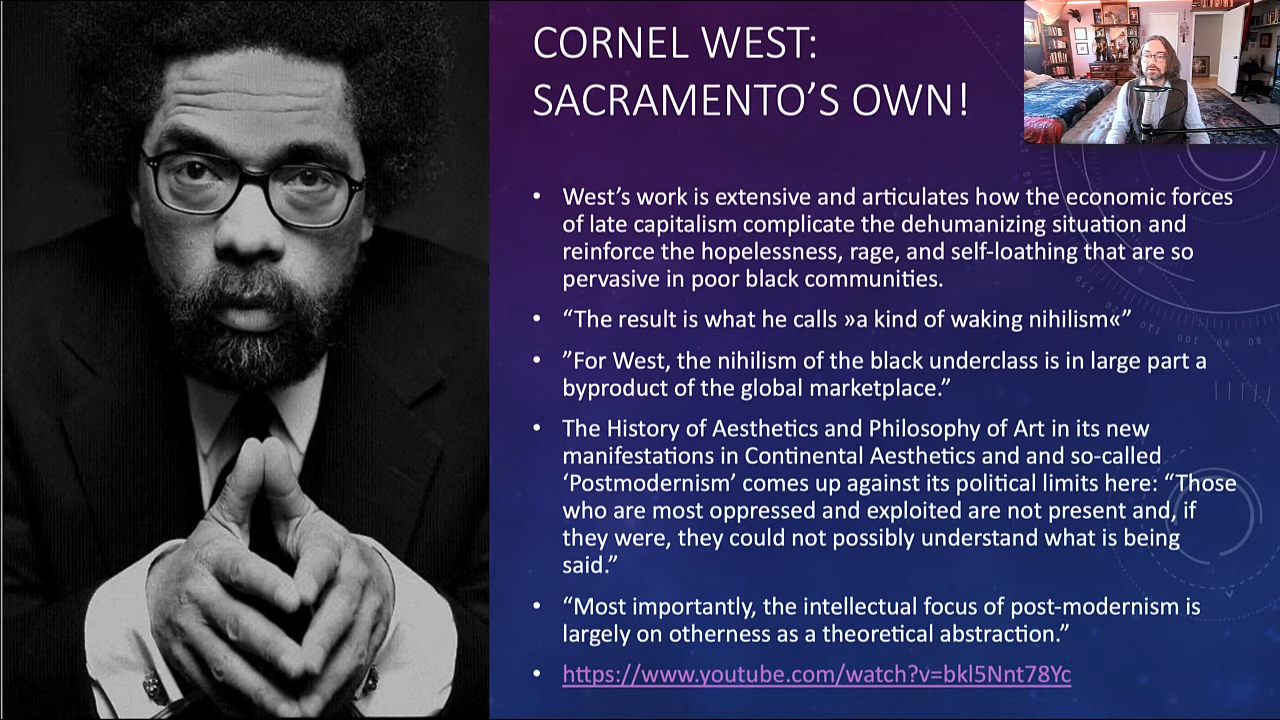 CORNEL WEST:
SACRAMENTO’S OWN!
• West’s work is extensive and articulates how the economic forces
of late capitalism complicate the dehumanizing situation and
reinforce the hopelessness, rage, and self-loathing that are so
pervasive in poor black communities.
• “The result is what he calls »a kind of waking nihilism«”
• ”For West, the nihilism of the black underclass is in large part a
byproduct of the global marketplace.”
• The History of Aesthetics and Philosophy of Art in its new
manifestations in Continental Aesthetics and and so-called
‘Postmodernism’ comes up against its political limits here: “Those
who are most oppressed and exploited are not present and, if
they were, they could not possibly understand what is being
said.”
• “Most importantly, the intellectual focus of post-modernism is
largely on otherness as a theoretical abstraction.”
• https://www.youtube.com/watch?v=bkl5Nnt78Yc